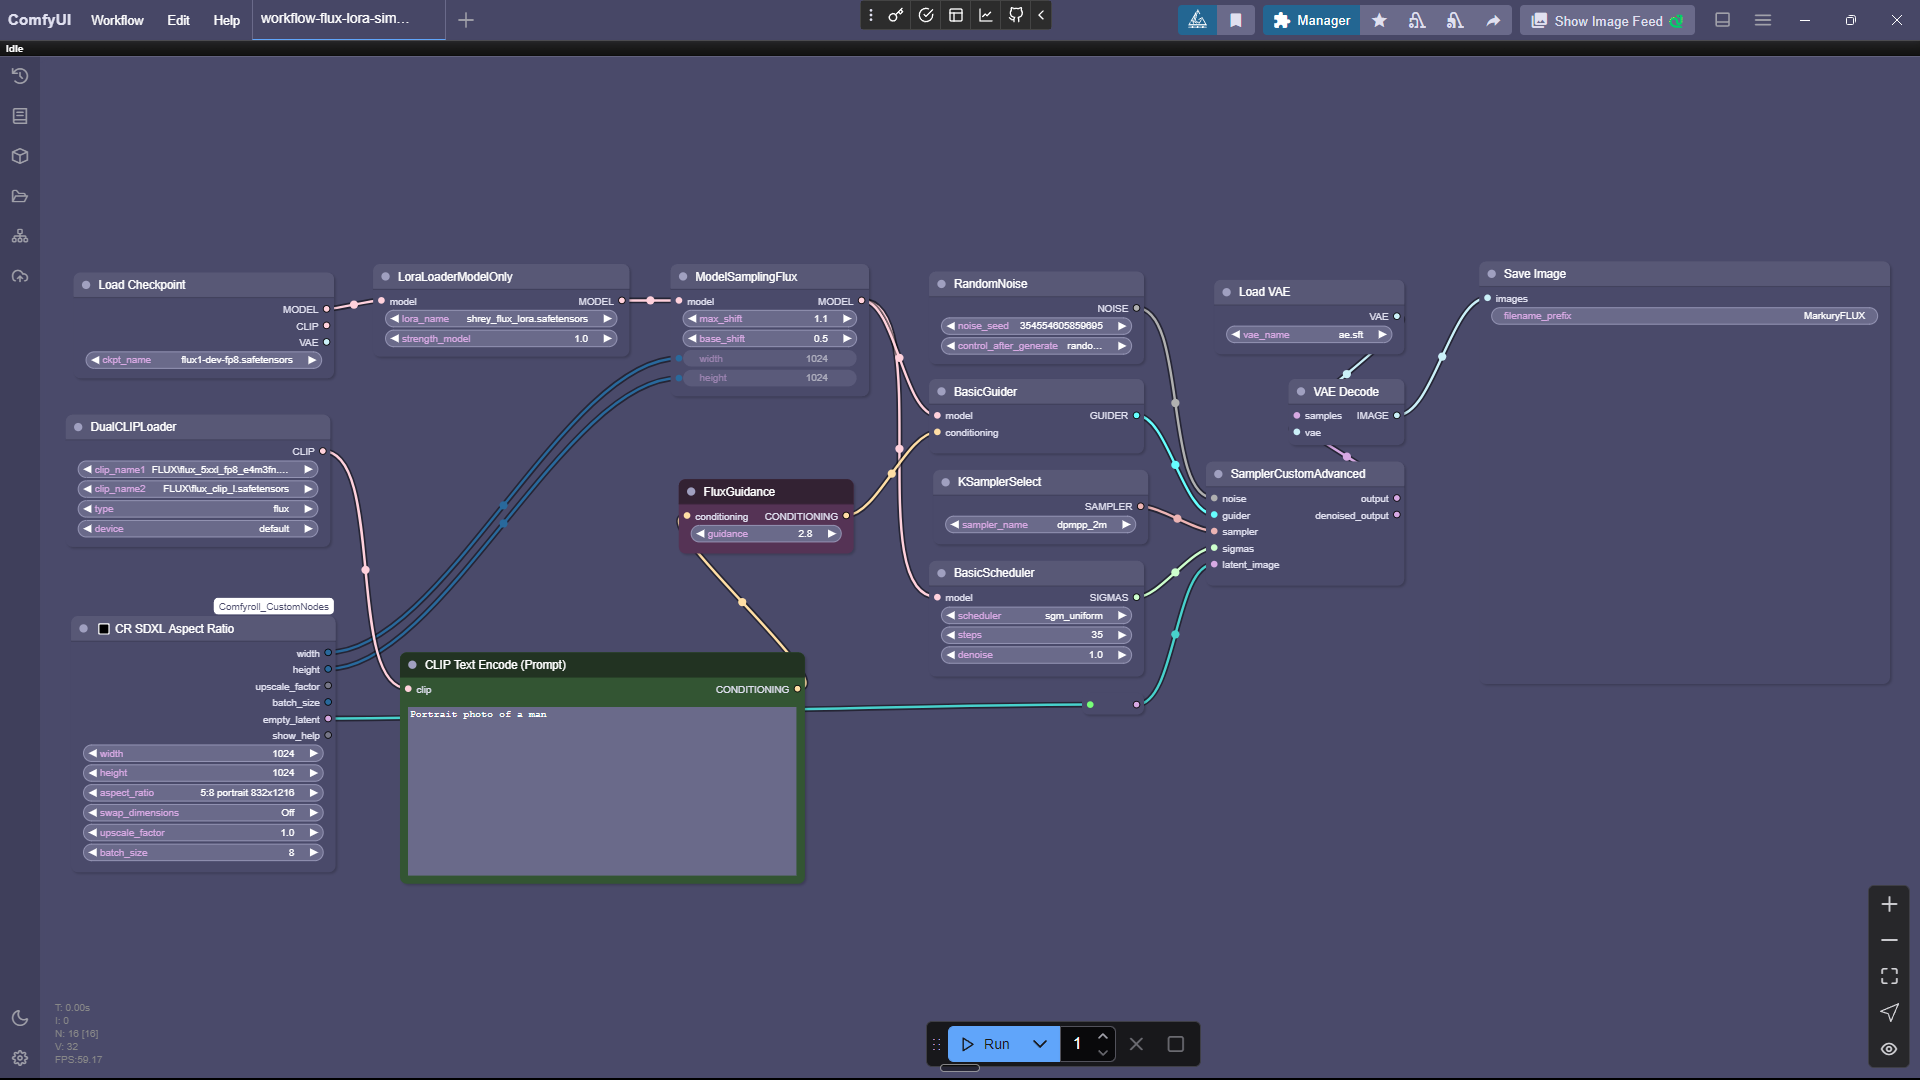 ComfyUI Workflow Edit Help workflow-flux-lora-sim... Manager Show Image Feed
Idle
Load Checkpoint
MODEL
CLIP
VAE
ckpt_name flux1-dev-fp8.safetensors
LoraLoaderModelOnly
model MODEL
lora_name shrey_flux_lora.safetensors
strength_model 1.0
ModelSamplingFlux
model MODEL
max_shift 1.1
base_shift 0.5
width 1024
height 1024
RandomNoise
NOISE
noise_seed 354554605859695
control_after_generate rando...
Load VAE
VAE
vae_name ae.sft
Save Image
images
filename_prefix MarkuryFLUX
DualCLIPLoader
CLIP
clip_name1 FLUX\flux_5xxl_fp8_e4m3fn....
clip_name2 FLUX\flux_clip_l.safetensors
type flux
device default
BasicGuider
model GUIDER
conditioning
VAE Decode
samples IMAGE
vae
FluxGuidance
conditioning CONDITIONING
guidance 2.8
KSamplerSelect
SAMPLER
sampler_name dpmpp_2m
SamplerCustomAdvanced
noise output
guider denoised_output
sampler
sigmas
latent_image
BasicScheduler
model SIGMAS
scheduler sgm_uniform
steps 35
denoise 1.0
Comfyroll_CustomNodes
CR SDXL Aspect Ratio
width
height
upscale_factor
batch_size
empty_latent
show_help
width 1024
height 1024
aspect_ratio 5:8 portrait 832x1216
swap_dimensions Off
upscale_factor 1.0
batch_size 8
CLIP Text Encode (Prompt)
clip CONDITIONING
Portrait photo of a man
T: 0.00s
I: 0
N: 16 [16]
V: 32
FPS:59.17
Run 1